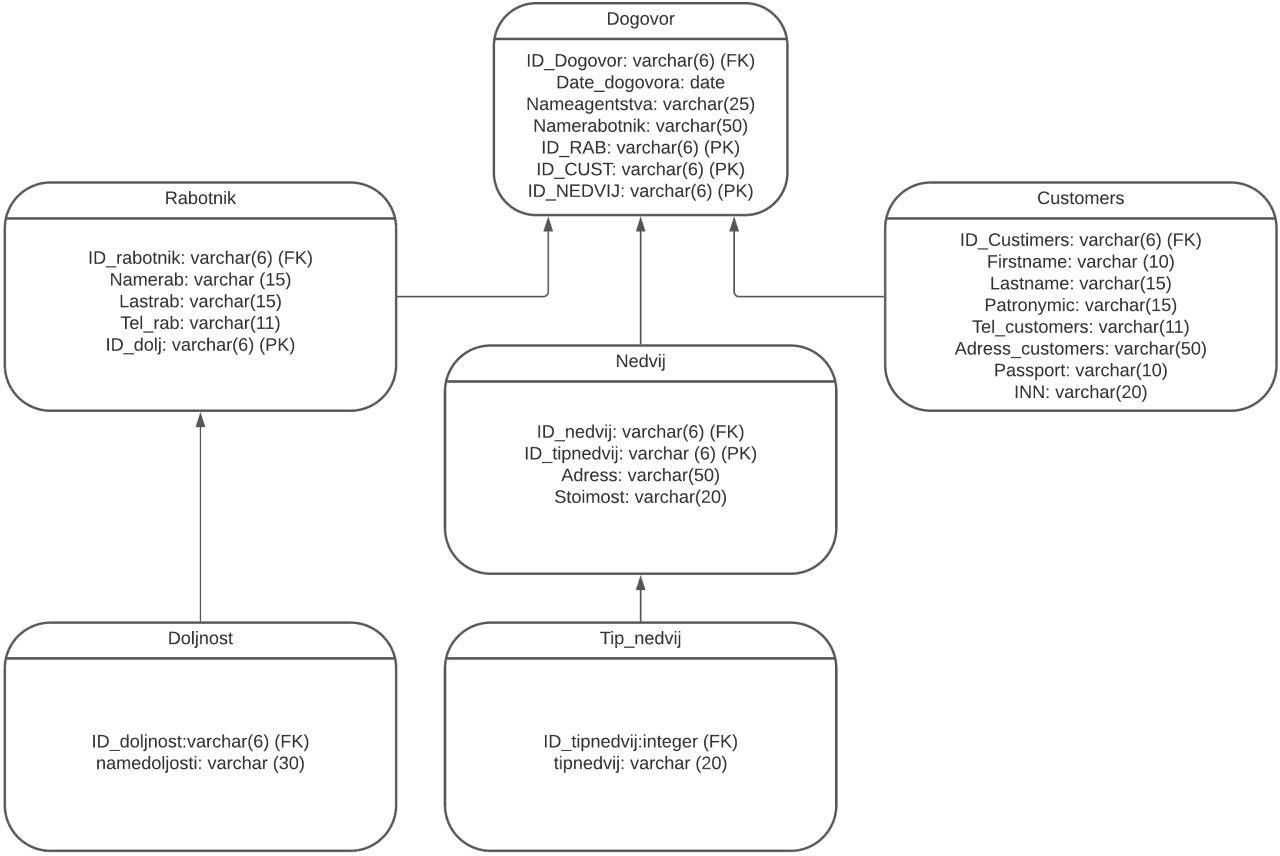 Dogovor
ID_Dogovor: varchar(6) (FK)
Date_dogovora: date
Nameagentstva: varchar(25)
Namerabotnik: varchar(50)
ID_RAB: varchar(6) (PK)
ID_CUST: varchar(6) (PK)
ID_NEDVIJ: varchar(6) (PK)
Rabotnik
ID_rabotnik: varchar(6) (FK)
Namerab: varchar (15)
Lastrab: varchar(15)
Tel_rab: varchar(11)
ID_dolj: varchar(6) (PK)
Customers
ID_Custimers: varchar(6) (FK)
Firstname: varchar (10)
Lastname: varchar(15)
Patronymic: varchar(15)
Tel_customers: varchar(11)
Adress_customers: varchar(50)
Passport: varchar(10)
INN: varchar(20)
Nedvij
ID_nedvij: varchar(6) (FK)
ID_tipnedvij: varchar (6) (PK)
Adress: varchar(50)
Stoimost: varchar(20)
Doljnost
ID_doljnost:varchar(6) (FK)
namedoljosti: varchar (30)
Tip_nedvij
ID_tipnedvij:integer (FK)
tipnedvij: varchar (20)